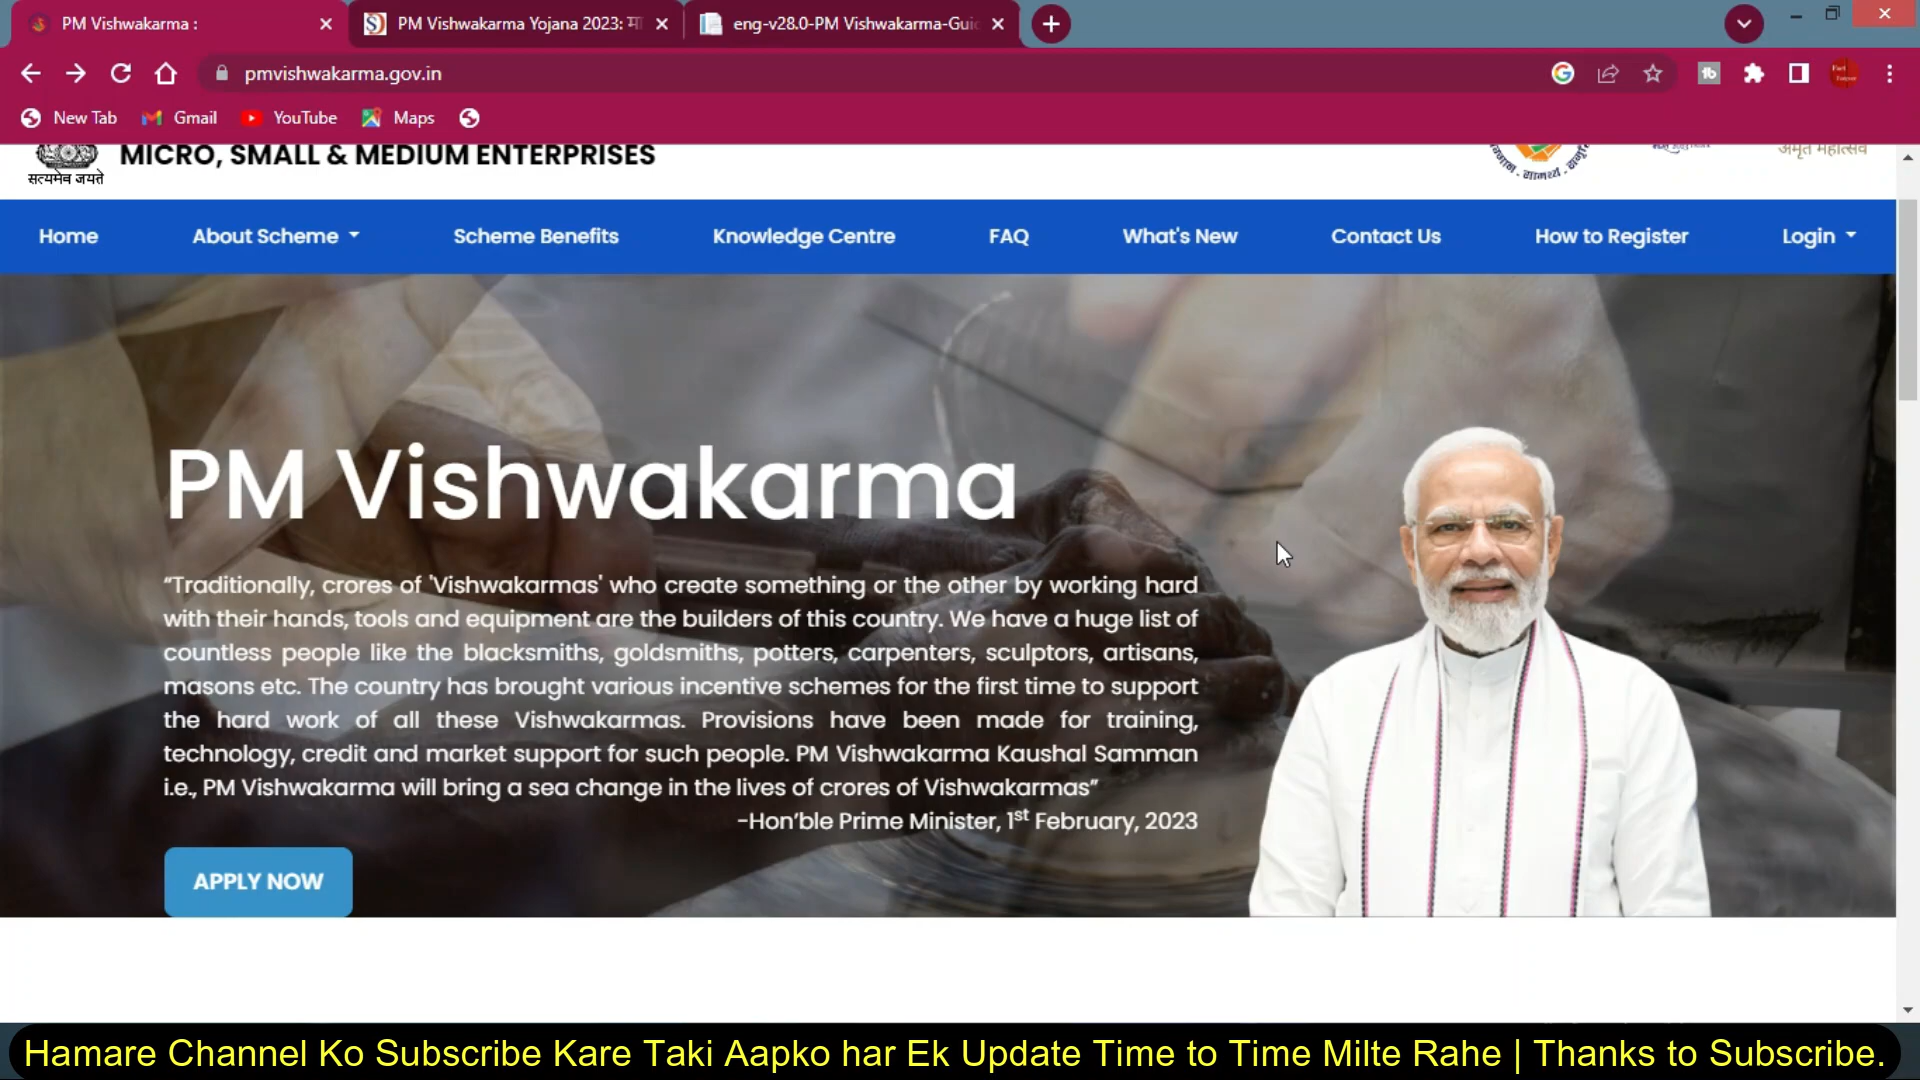 PM Vishwakarma :
PM Vishwakarma Yojana 2023: मा
eng-v28.0-PM Vishwakarma-Guid
pmvishwakarma.gov.in
New Tab
Gmail
YouTube
Maps
MICRO, SMALL & MEDIUM ENTERPRISES
सत्यमेव जयते
अमृत महोत्सव
Home
About Scheme
Scheme Benefits
Knowledge Centre
FAQ
What's New
Contact Us
How to Register
Login
PM Vishwakarma
“Traditionally, crores of 'Vishwakarmas' who create something or the other by working hard
with their hands, tools and equipment are the builders of this country. We have a huge list of
countless people like the blacksmiths, goldsmiths, potters, carpenters, sculptors, artisans,
masons etc. The country has brought various incentive schemes for the first time to support
the hard work of all these Vishwakarmas. Provisions have been made for training,
technology, credit and market support for such people. PM Vishwakarma Kaushal Samman
i.e., PM Vishwakarma will bring a sea change in the lives of crores of Vishwakarmas”
-Hon’ble Prime Minister, 1st February, 2023
APPLY NOW
Hamare Channel Ko Subscribe Kare Taki Aapko har Ek Update Time to Time Milte Rahe | Thanks to Subscribe.